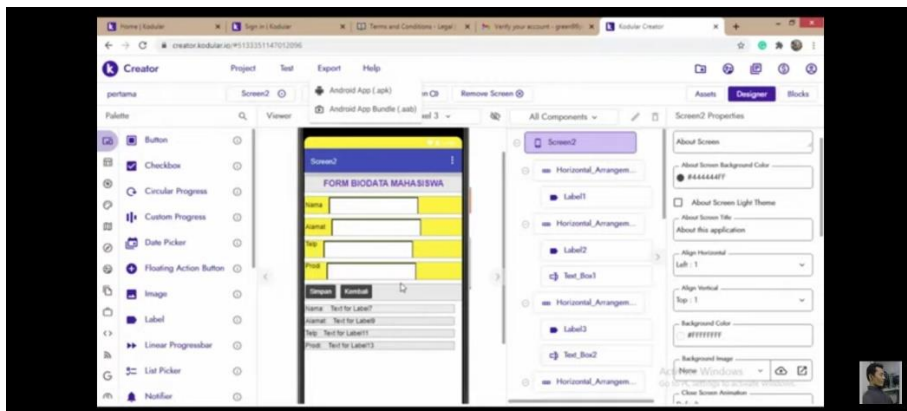 Home | Kodular
Sign in | Kodular
Terms and Conditions - Legal
Verify your account
Kodular Creator
creator.kodular.io/#5133351147012096
Creator
Project
Test
Export
Help
Android App (.apk)
Android App Bundle (.aab)
pertama
Screen2
Remove Screen
Assets
Designer
Blocks
Palette
Viewer
All Components
Screen2 Properties
Button
Checkbox
Circular Progress
Custom Progress
Date Picker
Floating Action Button
Image
Label
Linear Progressbar
List Picker
Notifier
Screen2
FORM BIODATA MAHASISWA
Nama
Alamat
Telp
Prodi
Simpan
Kembali
Nama Text for Label7
Alamat Text for Label9
Telp Text for Label11
Prodi Text for Label13
Screen2
Horizontal_Arrangem...
Label1
Horizontal_Arrangem...
Label2
Text_Box1
Horizontal_Arrangem...
Label3
Text_Box2
Horizontal_Arrangem...
About Screen
About Screen Background Color
#444444FF
About Screen Light Theme
About Screen Title
About this application
Align Horizontal
Left : 1
Align Vertical
Top : 1
Background Color
#FFFFFFFF
Background Image
None
Activate Windows
Go to PC settings to activate Windows.
Close Screen Animation